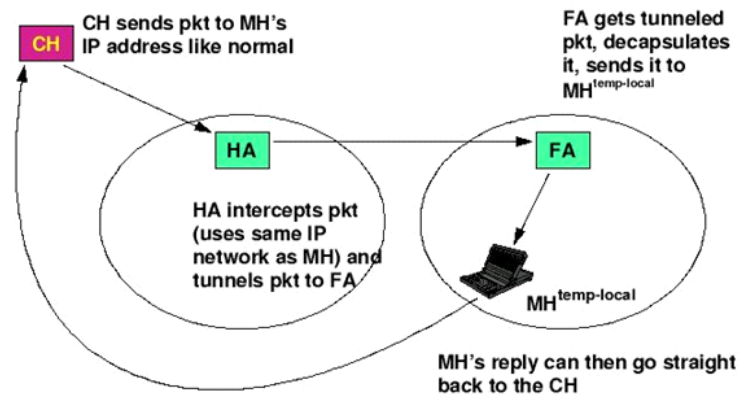 CH
CH sends pkt to MH's
IP address like normal
FA gets tunneled
pkt, decapsulates
it, sends it to
MHtemp-local
HA
FA
HA intercepts pkt
(uses same IP
network as MH) and
tunnels pkt to FA
MHtemp-local
MH's reply can then go straight
back to the CH